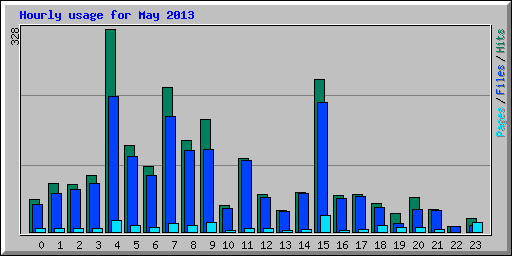 Hourly usage for May 2013
328
Pages/Files/Hits
0 1 2 3 4 5 6 7 8 9 10 11 12 13 14 15 16 17 18 19 20 21 22 23